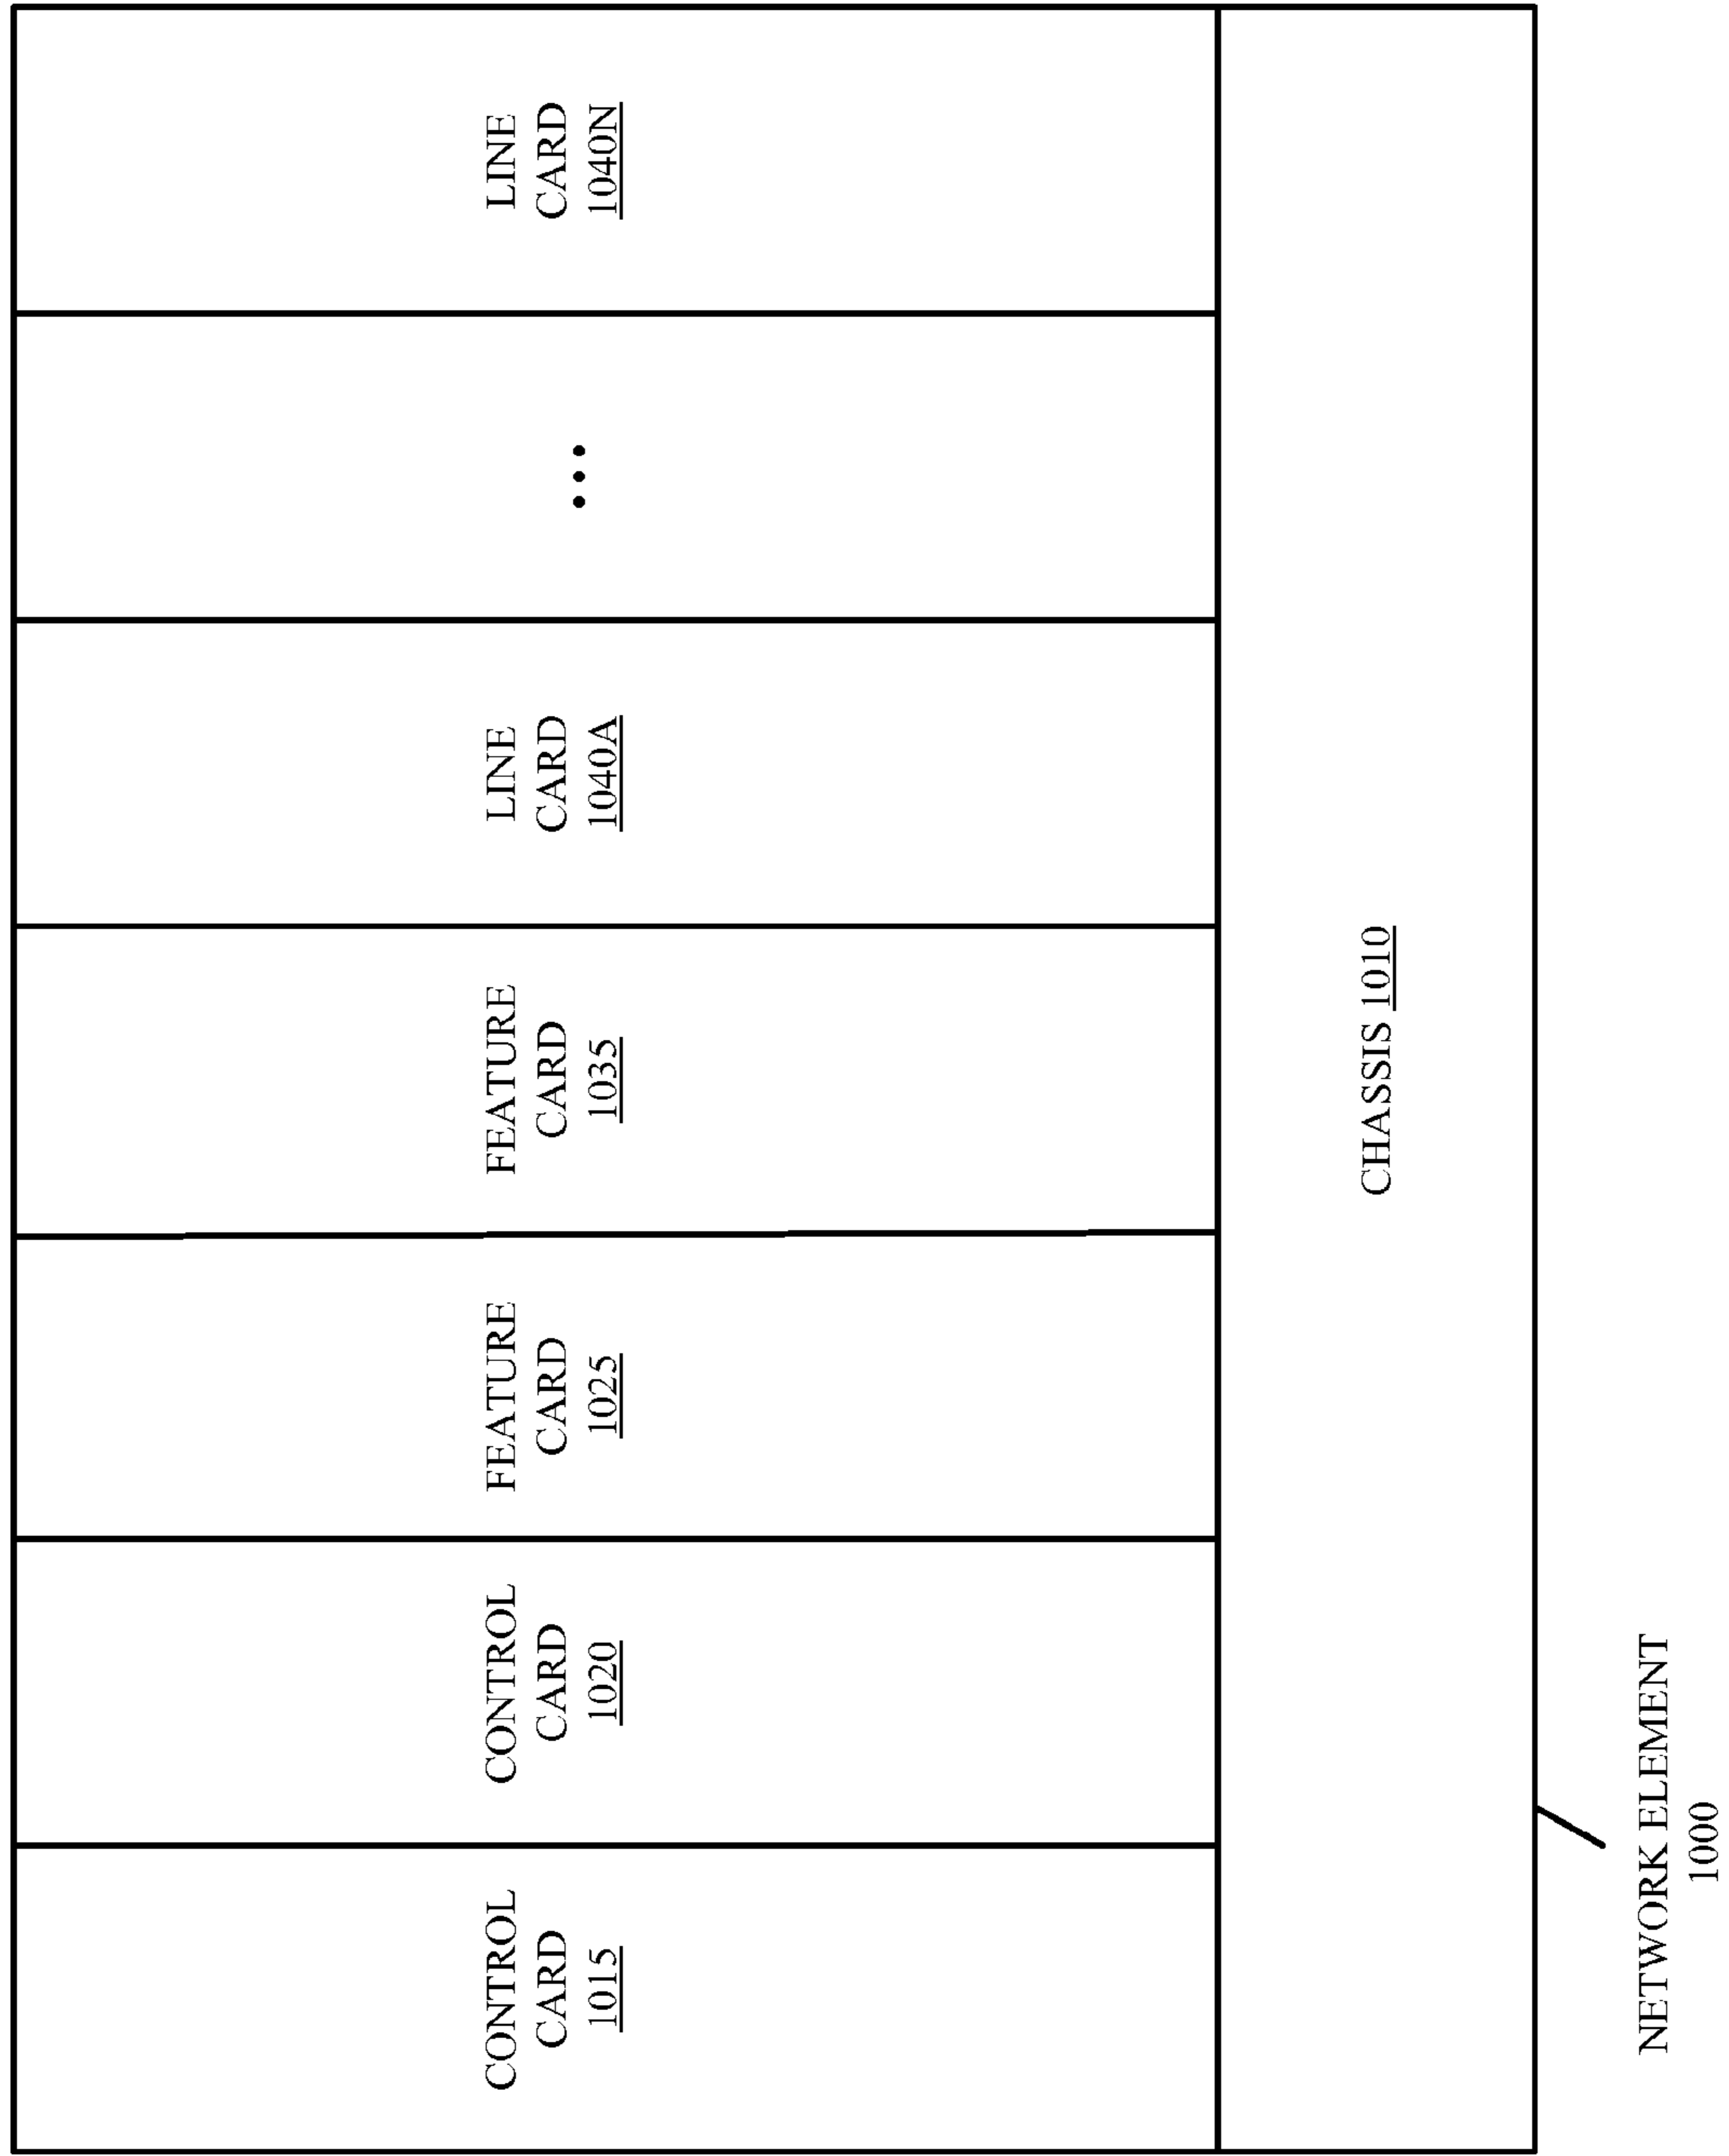 CONTROL
CARD
1015
CONTROL
CARD
1020
FEATURE
CARD
1025
FEATURE
CARD
1035
LINE
CARD
1040A
...
LINE
CARD
1040N
CHASSIS 1010
NETWORK ELEMENT
1000